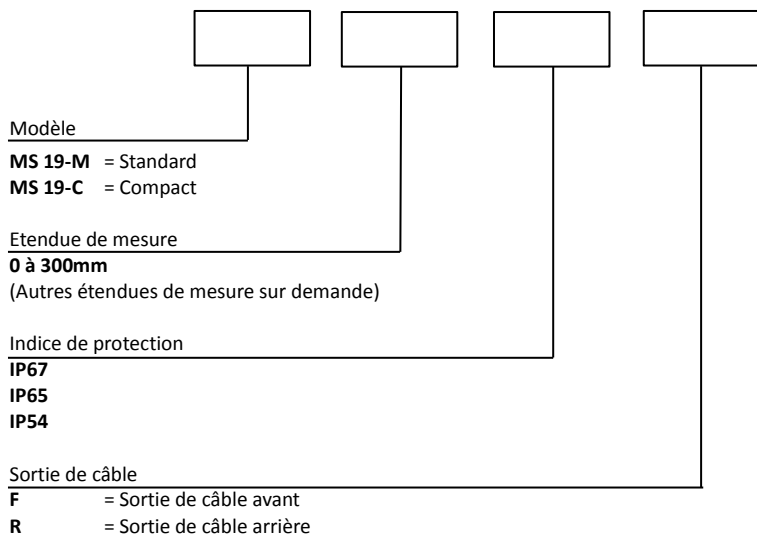 Modèle
MS 19-M = Standard
MS 19-C = Compact
Etendue de mesure
0 à 300mm
(Autres étendues de mesure sur demande)
Indice de protection
IP67
IP65
IP54
Sortie de câble
F = Sortie de câble avant
R = Sortie de câble arrière